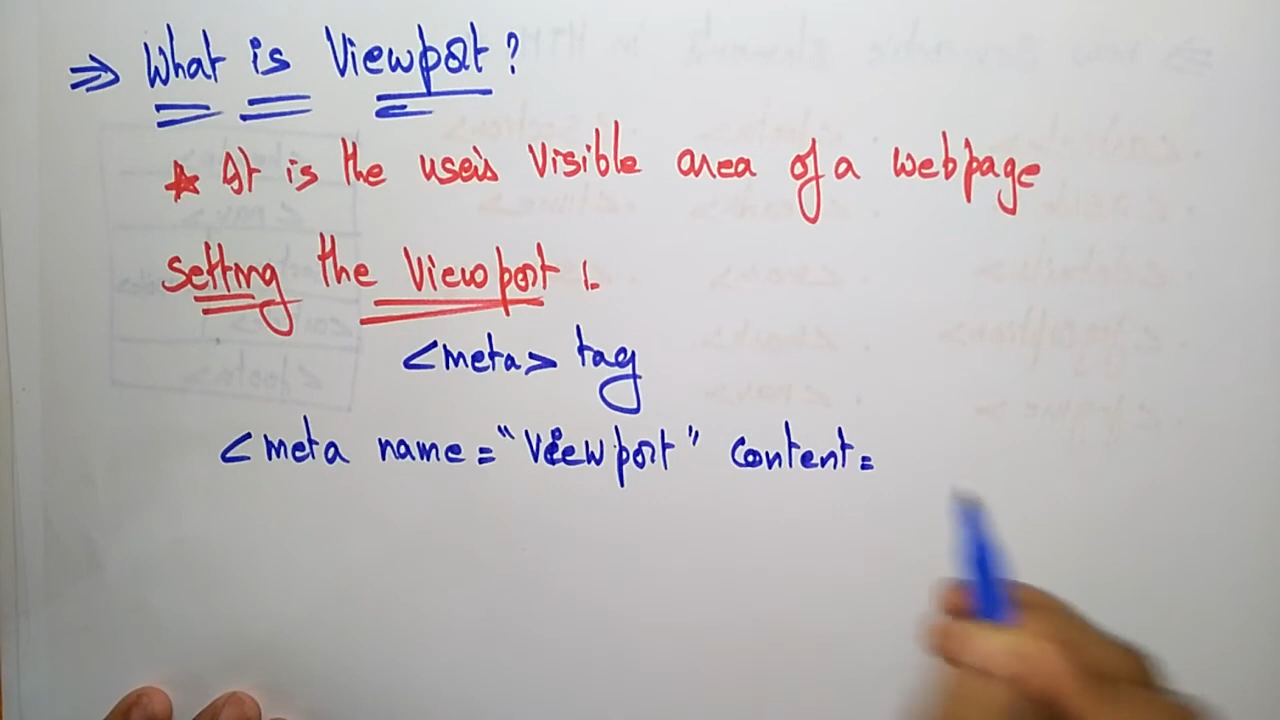 ⇒ What is Viewport?
★ It is the user's visible area of a webpage
Setting the Viewport :-
<meta> tag
<meta name="viewport" content=